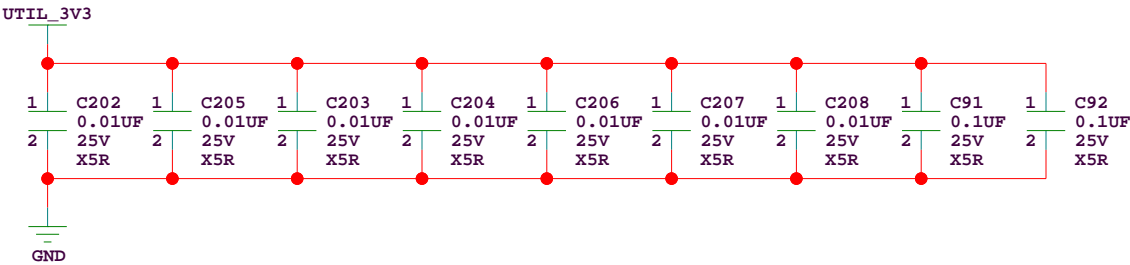 UTIL_3V3
1 C202 1 C205 1 C203 1 C204 1 C206 1 C207 1 C208 1 C91 1 C92
0.01UF 0.01UF 0.01UF 0.01UF 0.01UF 0.01UF 0.01UF 0.1UF 0.1UF
2 25V 2 25V 2 25V 2 25V 2 25V 2 25V 2 25V 2 25V 2 25V
X5R X5R X5R X5R X5R X5R X5R X5R X5R
GND